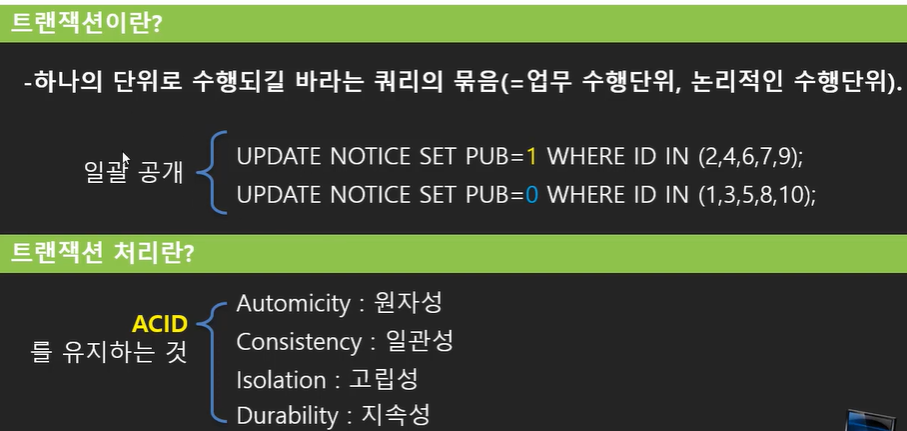 트랜잭션이란?
-하나의 단위로 수행되길 바라는 쿼리의 묶음(=업무 수행단위, 논리적인 수행단위).
일괄 공개
UPDATE NOTICE SET PUB=1 WHERE ID IN (2,4,6,7,9);
UPDATE NOTICE SET PUB=0 WHERE ID IN (1,3,5,8,10);
트랜잭션 처리란?
ACID
를 유지하는 것
Automicity : 원자성
Consistency : 일관성
Isolation : 고립성
Durability : 지속성